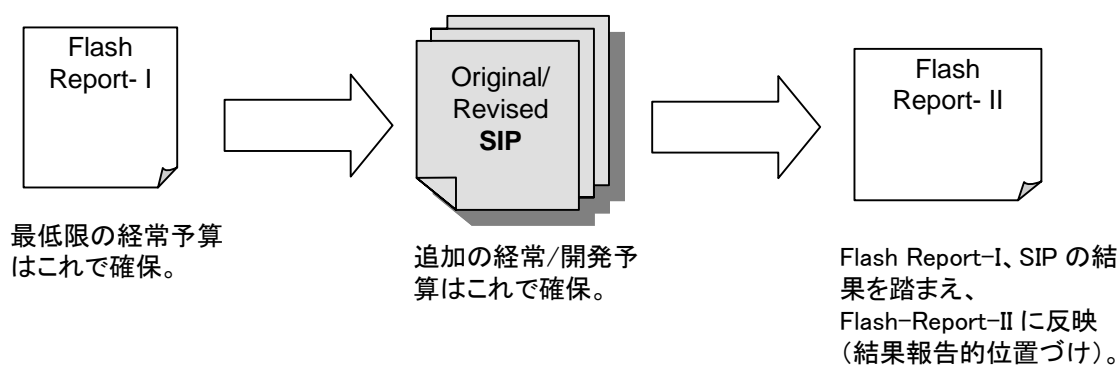 Flash
Report- I
最低限の経常予算
はこれで確保。
Original/
Revised
SIP
追加の経常/開発予
算はこれで確保。
Flash
Report- II
Flash Report-I、SIP の結
果を踏まえ、
Flash-Report-II に反映
（結果報告的位置づけ）。